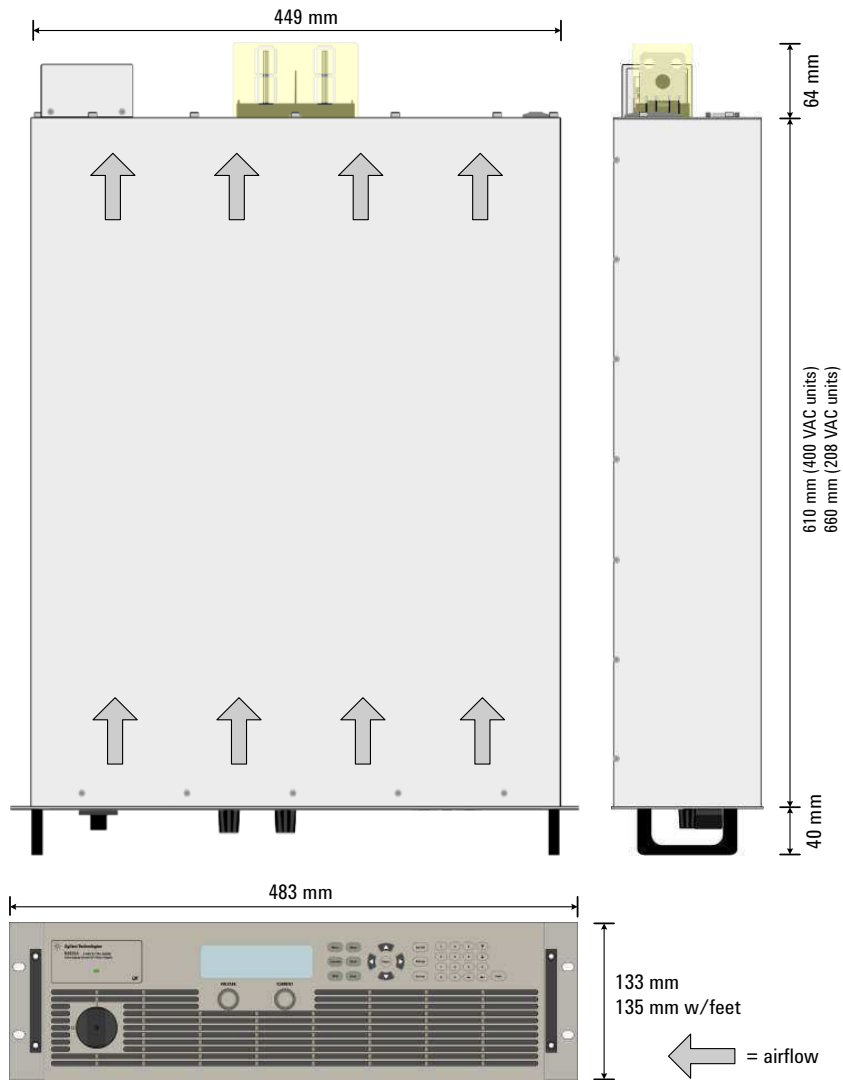 449 mm
64 mm
610 mm (400 VAC units)
660 mm (208 VAC units)
40 mm
483 mm
Agilent Technologies
VOLTAGE
CURRENT
133 mm
135 mm w/feet
= airflow